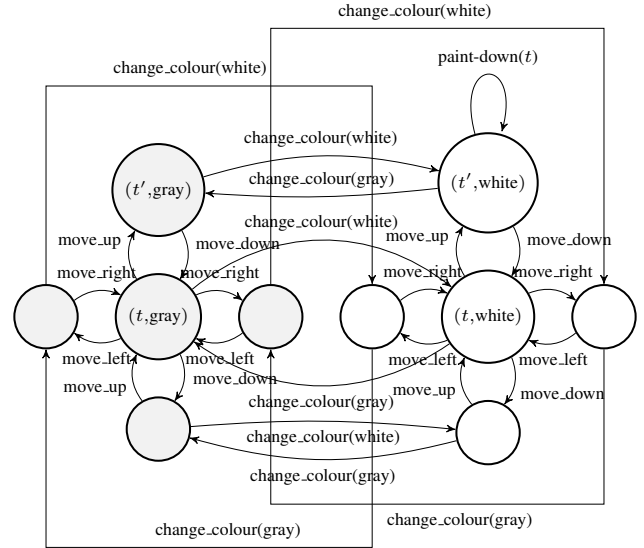 change_colour(white)
change_colour(white)
paint-down(t)
change_colour(white)
(t′,gray)
change_colour(gray)
(t′,white)
change_colour(white)
move_up
move_down
move_up
move_down
move_right
move_right
move_right
move_right
(t,gray)
(t,white)
move_left
move_left
move_left
move_left
move_up
move_down
move_up
move_down
change_colour(gray)
change_colour(white)
change_colour(gray)
change_colour(gray)
change_colour(gray)